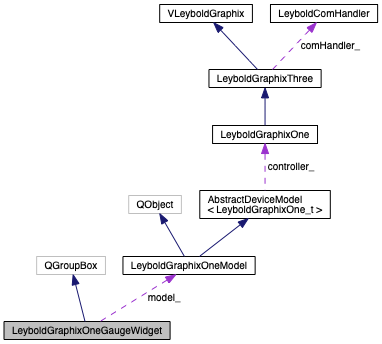 VLeyboldGraphix
LeyboldComHandler
comHandler_
LeyboldGraphixThree
LeyboldGraphixOne
controller_
QObject
AbstractDeviceModel
< LeyboldGraphixOne_t >
QGroupBox
LeyboldGraphixOneModel
model_
LeyboldGraphixOneGaugeWidget